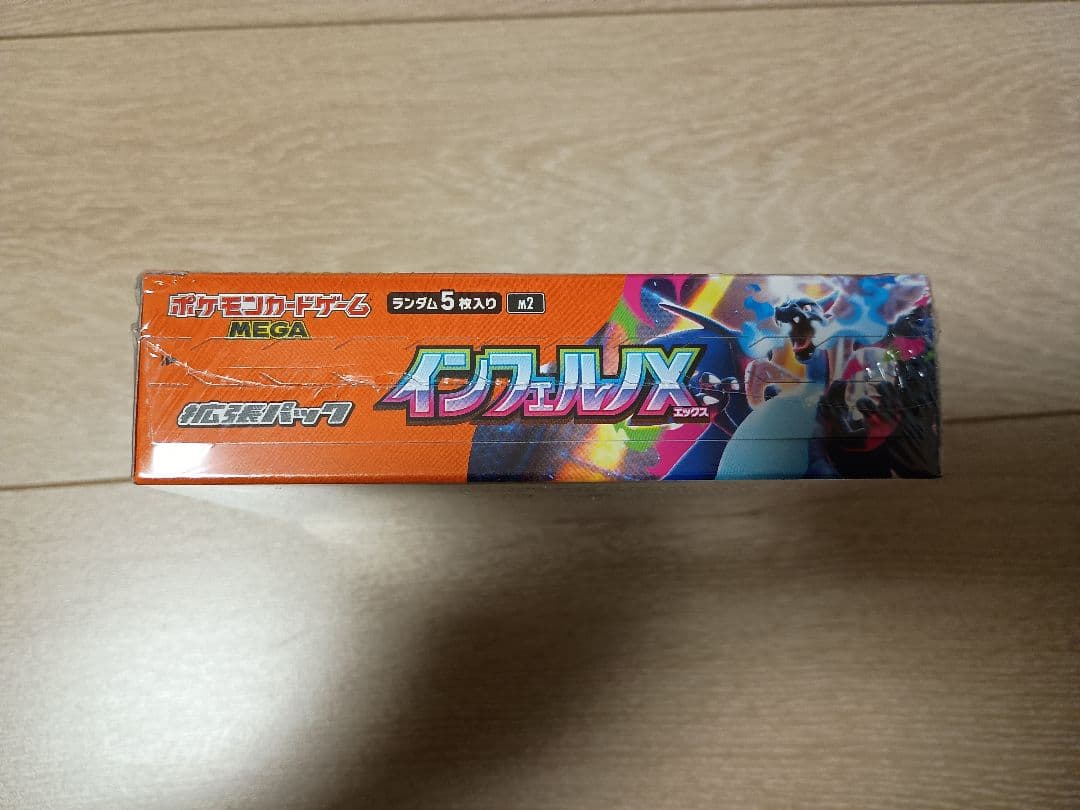 ポケモンカードゲーム
MEGA
ランダム5枚入り
M2
拡張パック
インフェルノX
エックス